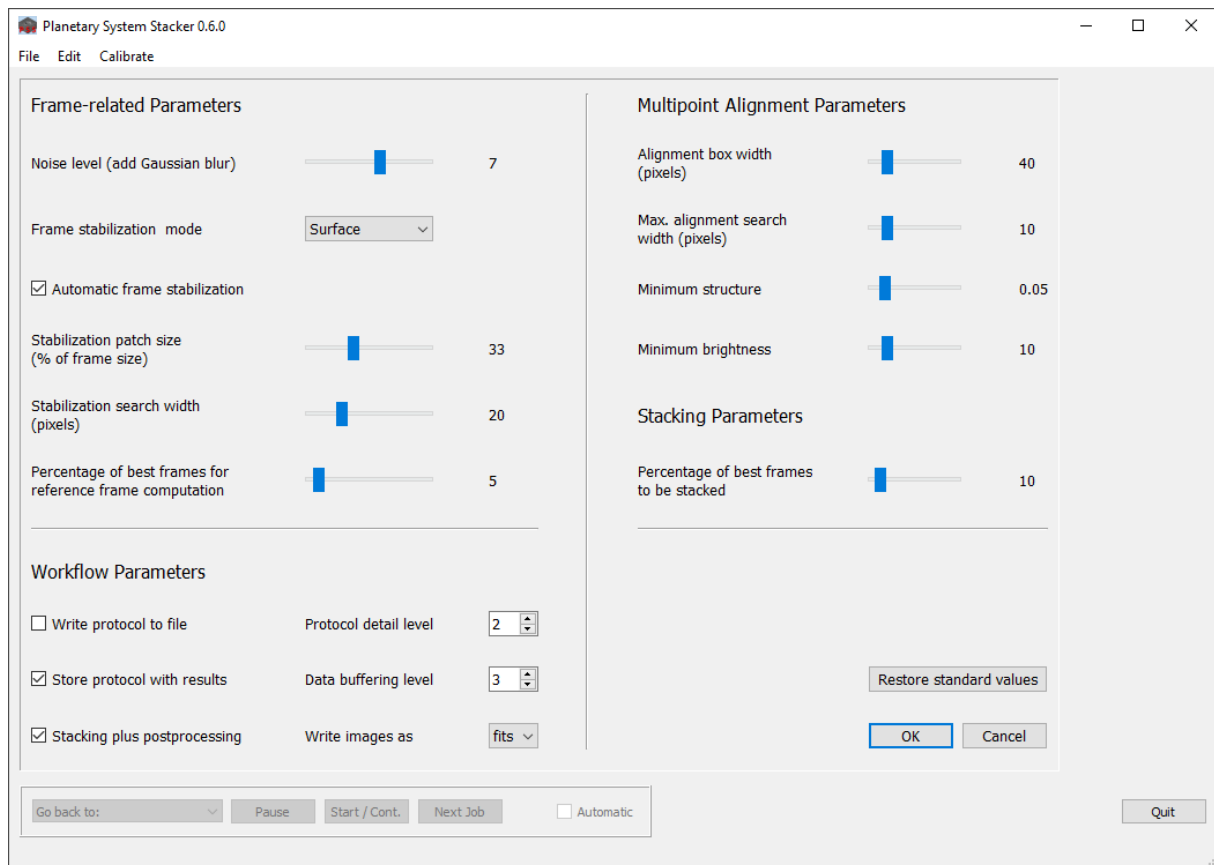 Planetary System Stacker 0.6.0
File Edit Calibrate
Frame-related Parameters
Noise level (add Gaussian blur) 7
Frame stabilization mode Surface
Automatic frame stabilization
Stabilization patch size
(% of frame size) 33
Stabilization search width
(pixels) 20
Percentage of best frames for
reference frame computation 5
Workflow Parameters
Write protocol to file Protocol detail level 2
Store protocol with results Data buffering level 3
Stacking plus postprocessing Write images as fits
Multipoint Alignment Parameters
Alignment box width
(pixels) 40
Max. alignment search
width (pixels) 10
Minimum structure 0.05
Minimum brightness 10
Stacking Parameters
Percentage of best frames
to be stacked 10
Restore standard values
OK Cancel
Go back to: Pause Start / Cont. Next Job Automatic Quit